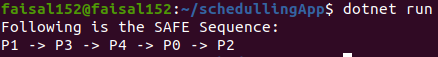 faisal152@faisal152:~/schedullingApp$ dotnet run
Following is the SAFE Sequence:
P1 -> P3 -> P4 -> P0 -> P2